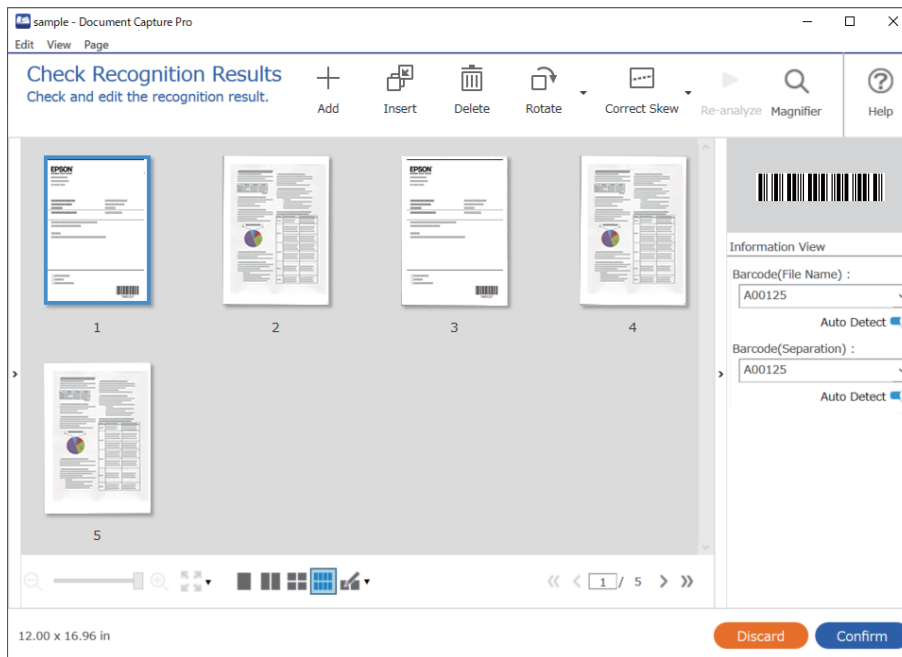 sample - Document Capture Pro
Edit View Page
Check Recognition Results
Check and edit the recognition result.
Add Insert Delete Rotate Correct Skew Re-analyze Magnifier Help
EPSON
EPSON
1 2 3 4
5
Information View
Barcode(File Name) :
A00125
Auto Detect
Barcode(Separation) :
A00125
Auto Detect
1 / 5
12.00 x 16.96 in
Discard Confirm